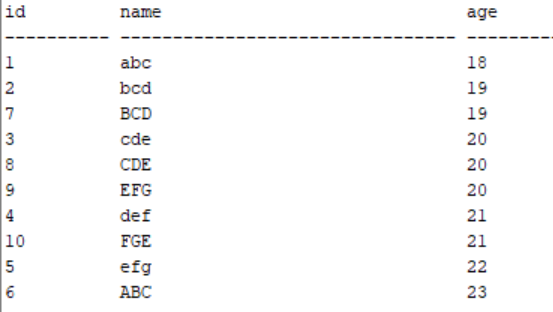 id name age
---------- -------------------------------- --------
1 abc 18
2 bcd 19
7 BCD 19
3 cde 20
8 CDE 20
9 EFG 20
4 def 21
10 FGE 21
5 efg 22
6 ABC 23